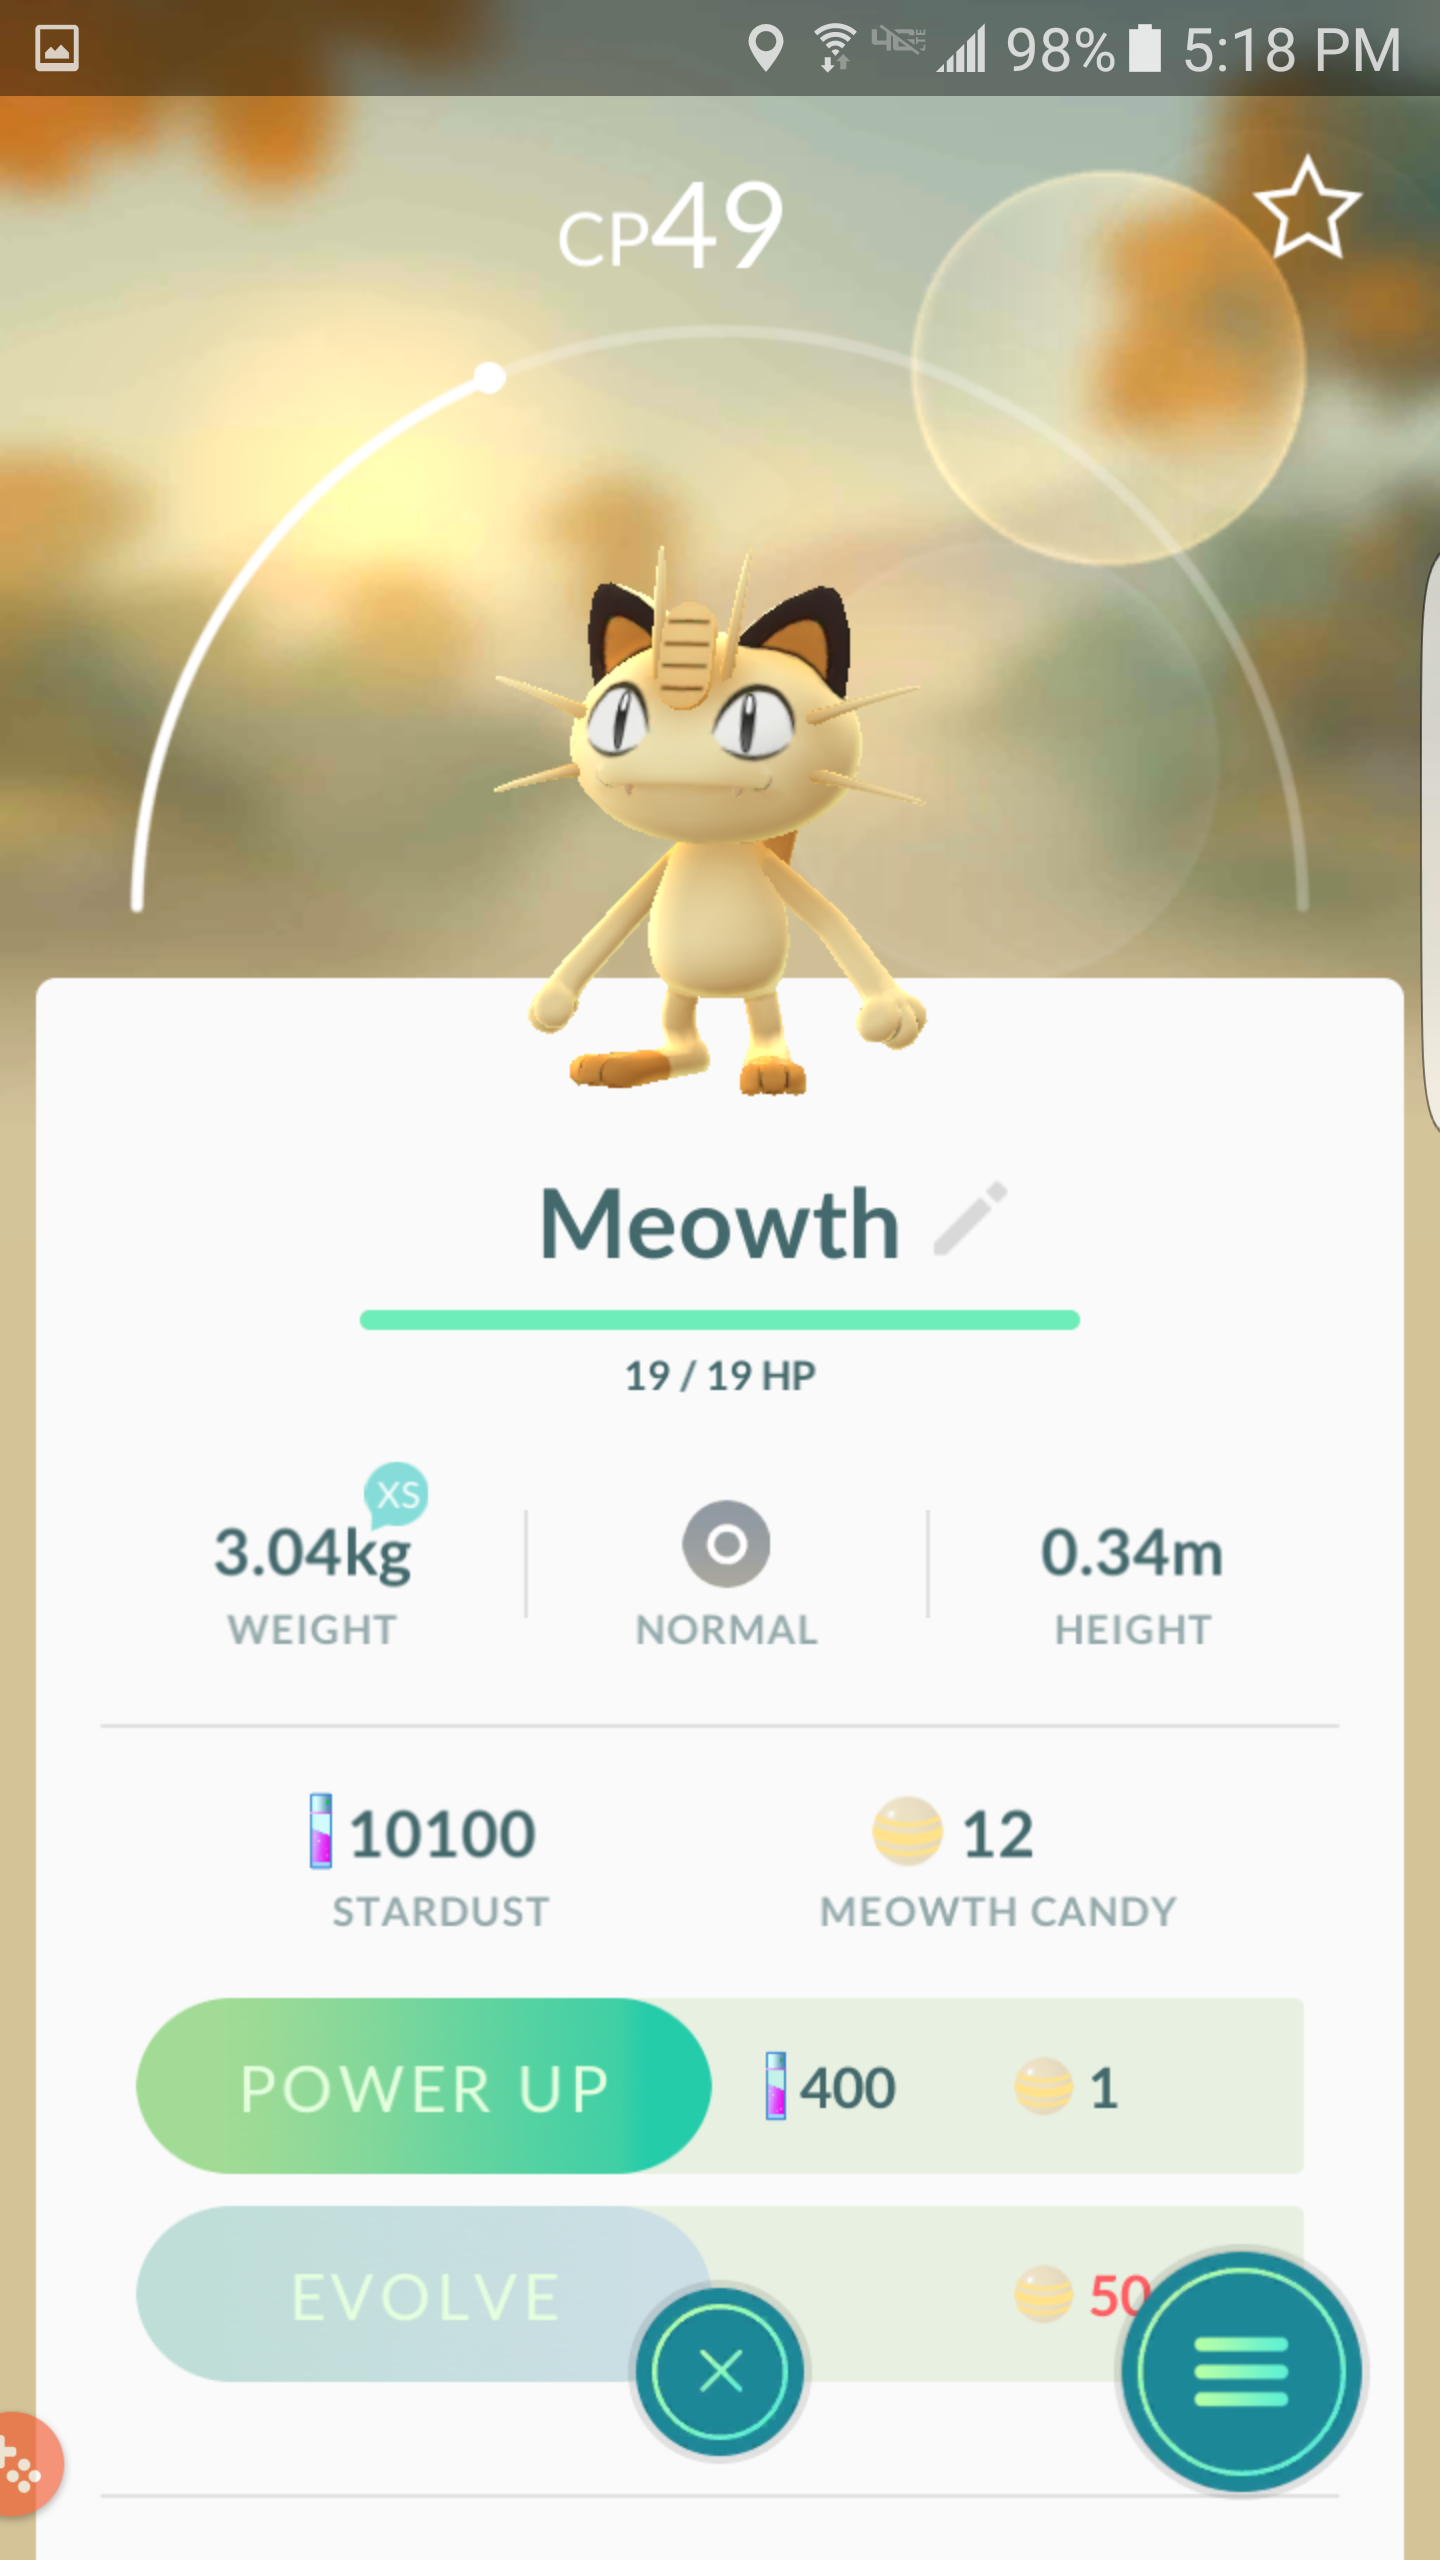 98% 5:18 PM
CP49
Meowth
19 / 19 HP
XS
3.04kg
WEIGHT
NORMAL
0.34m
HEIGHT
10100
STARDUST
12
MEOWTH CANDY
POWER UP 400 1
EVOLVE 50